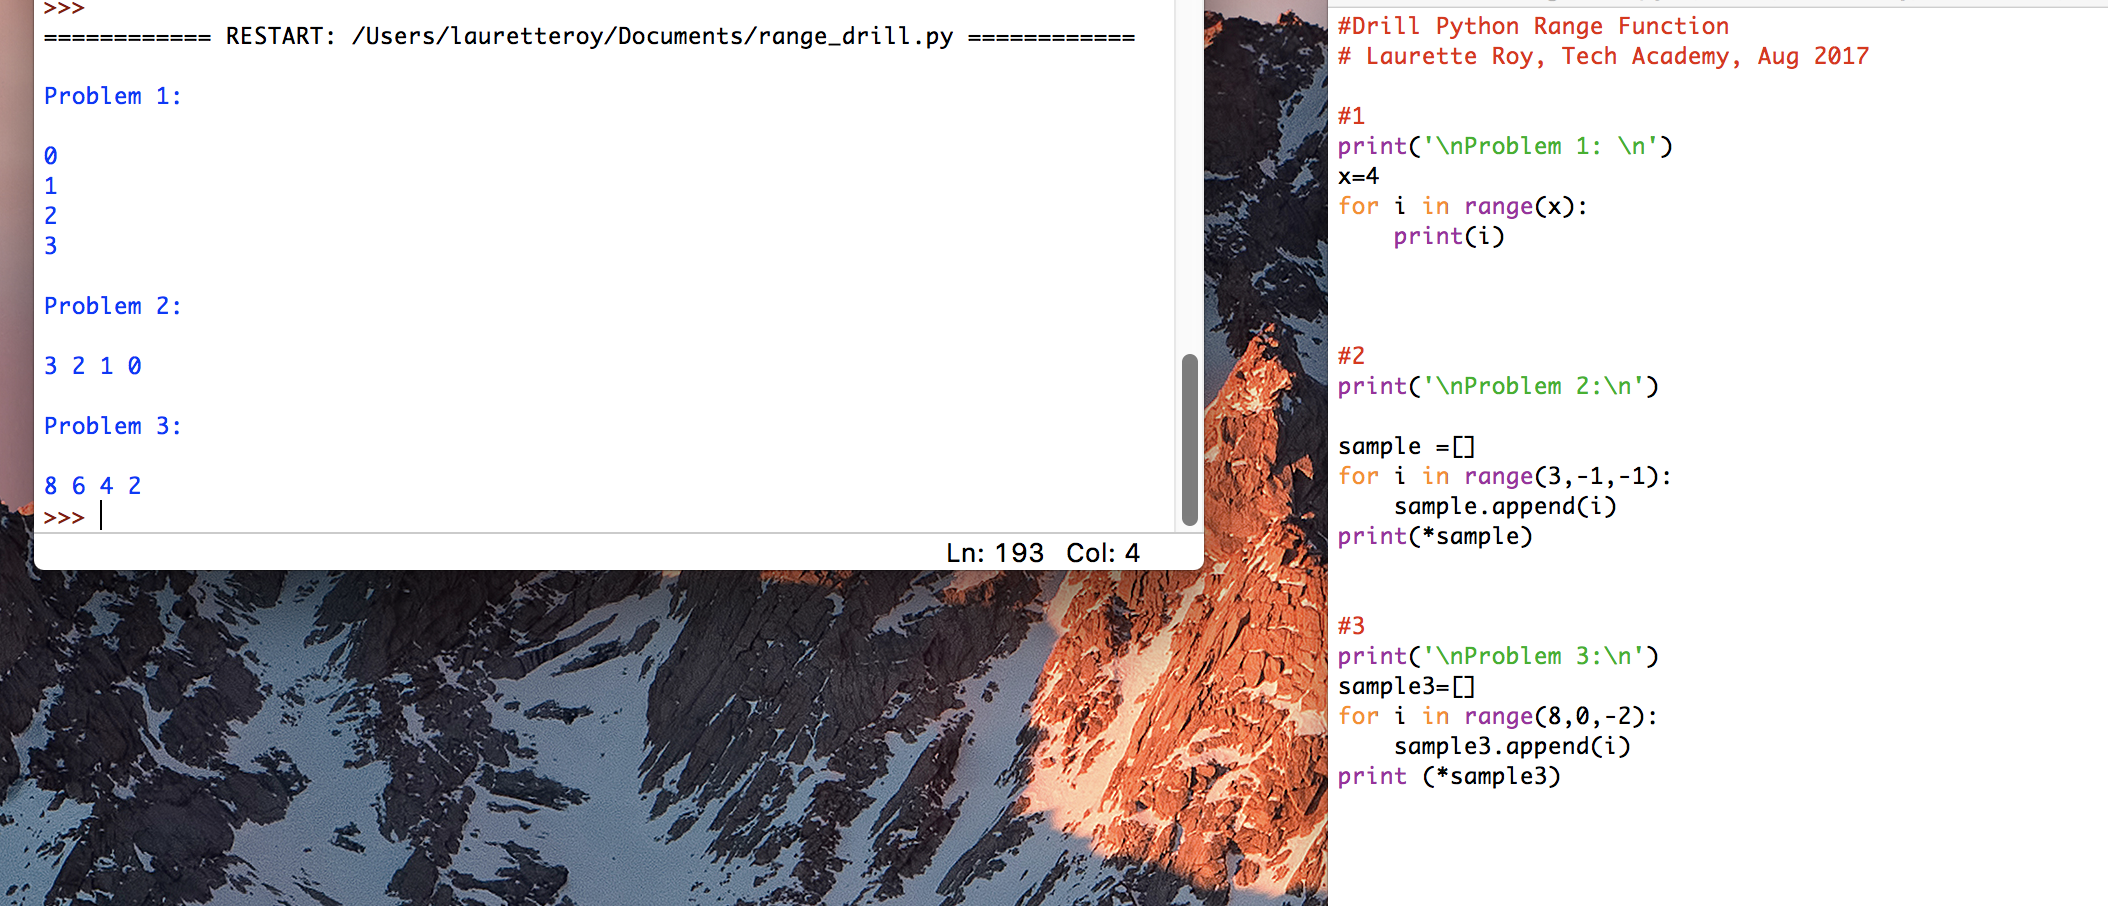 >>>
============ RESTART: /Users/lauretteroy/Documents/range_drill.py ============
Problem 1:
0
1
2
3
Problem 2:
3 2 1 0
Problem 3:
8 6 4 2
>>>
Ln: 193 Col: 4
#Drill Python Range Function
# Laurette Roy, Tech Academy, Aug 2017
#1
print('\nProblem 1: \n')
x=4
for i in range(x):
    print(i)
#2
print('\nProblem 2:\n')
sample =[]
for i in range(3,-1,-1):
    sample.append(i)
print(*sample)
#3
print('\nProblem 3:\n')
sample3=[]
for i in range(8,0,-2):
    sample3.append(i)
print (*sample3)